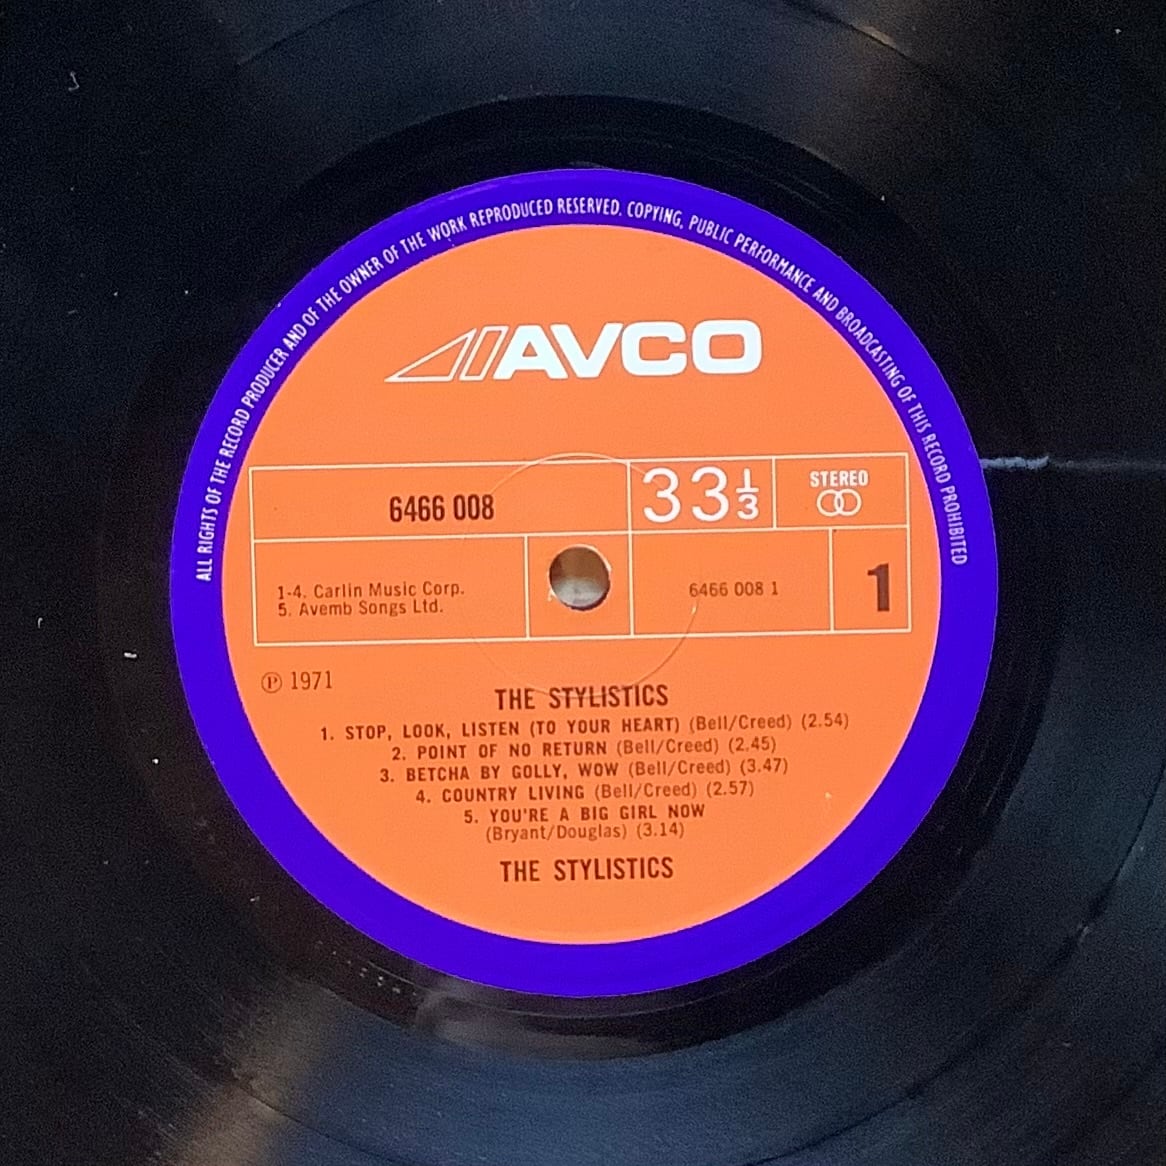 ALL RIGHTS OF THE RECORD PRODUCER AND OF THE OWNER OF THE WORK REPRODUCED RESERVED. COPYING, PUBLIC PERFORMANCE AND BROADCASTING OF THIS RECORD PROHIBITED
AVCO
6466 008
33 1/3
STEREO
1-4. Carlin Music Corp.
5. Avemb Songs Ltd.
6466 008 1
1
Ⓟ 1971
THE STYLISTICS
1. STOP, LOOK, LISTEN (TO YOUR HEART) (Bell/Creed) (2.54)
2. POINT OF NO RETURN (Bell/Creed) (2.45)
3. BETCHA BY GOLLY, WOW (Bell/Creed) (3.47)
4. COUNTRY LIVING (Bell/Creed) (2.57)
5. YOU'RE A BIG GIRL NOW
(Bryant/Douglas) (3.14)
THE STYLISTICS